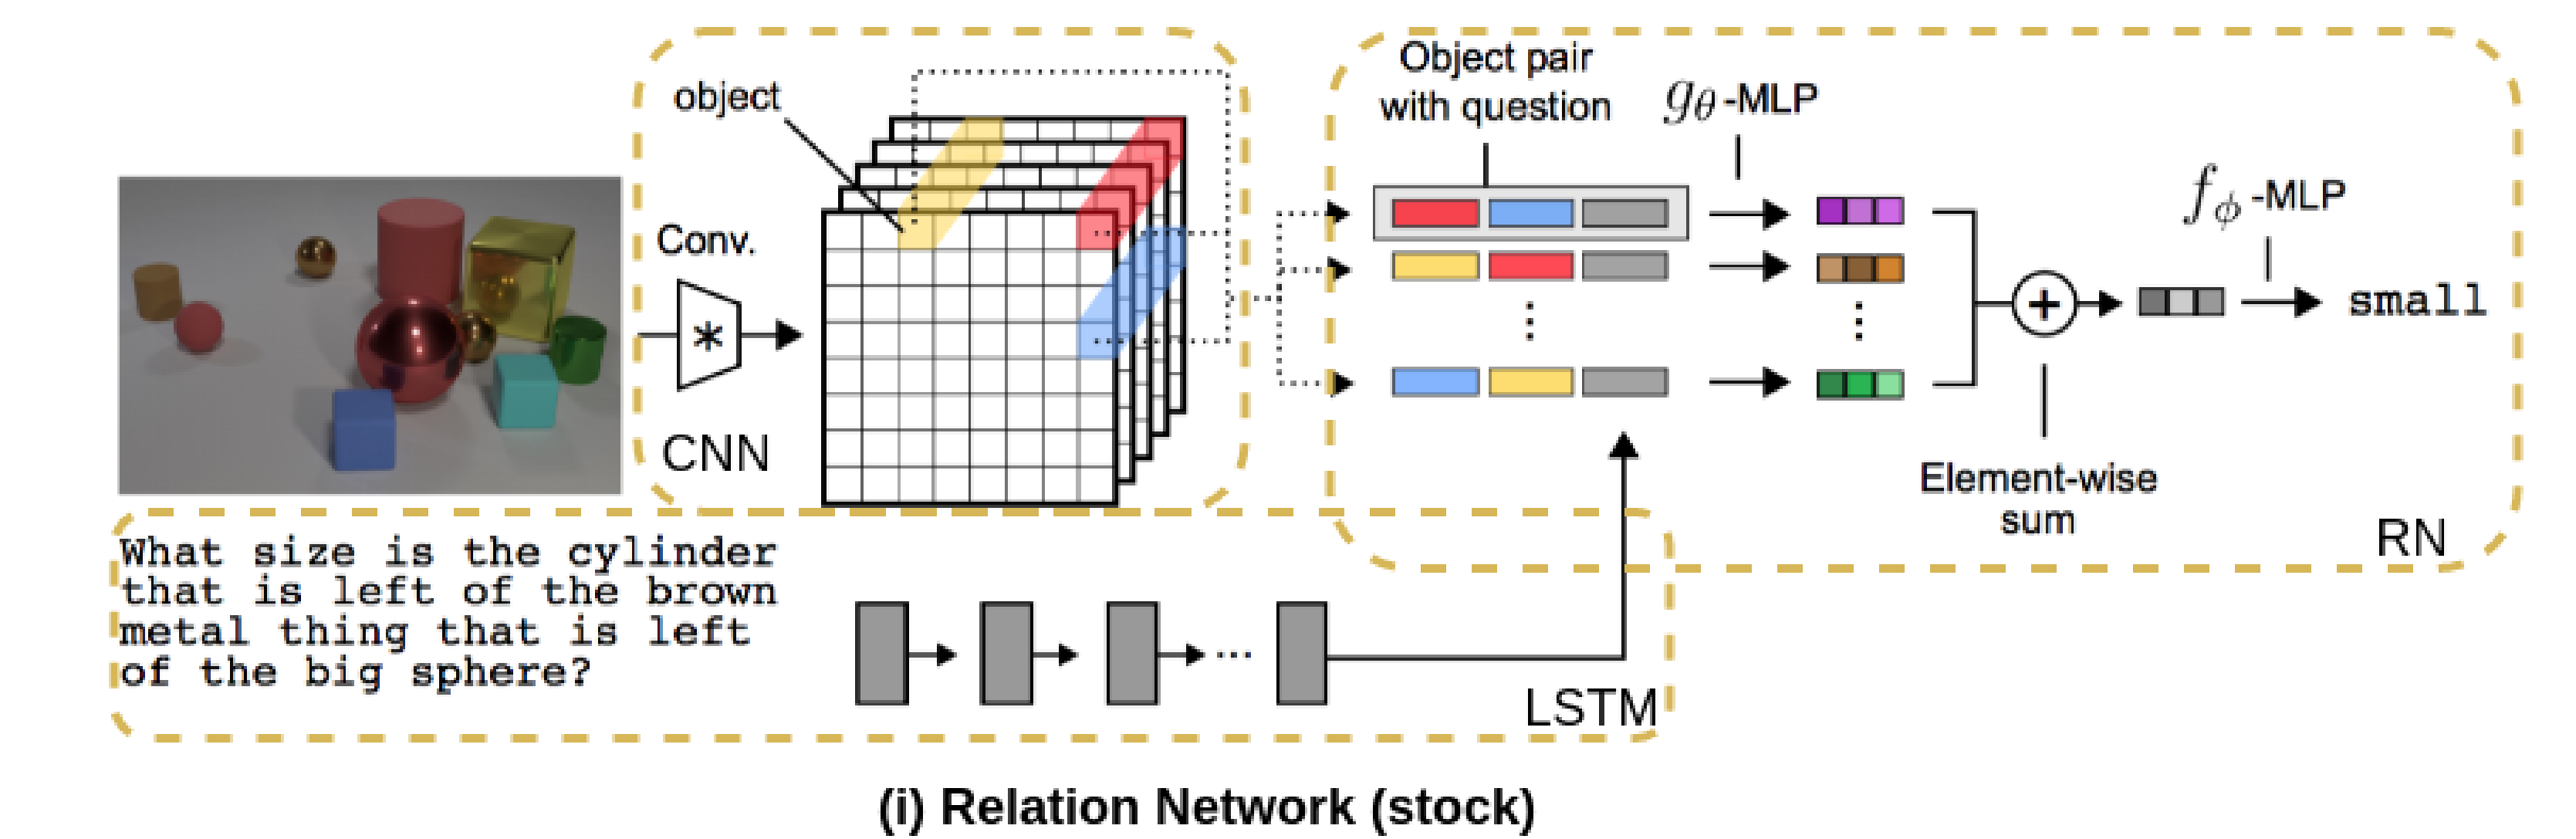 object
Conv.
*
CNN
Object pair
with question
gθ-MLP
fϕ-MLP
+
small
Element-wise
sum
RN
What size is the cylinder
that is left of the brown
metal thing that is left
of the big sphere?
...
LSTM
(i) Relation Network (stock)